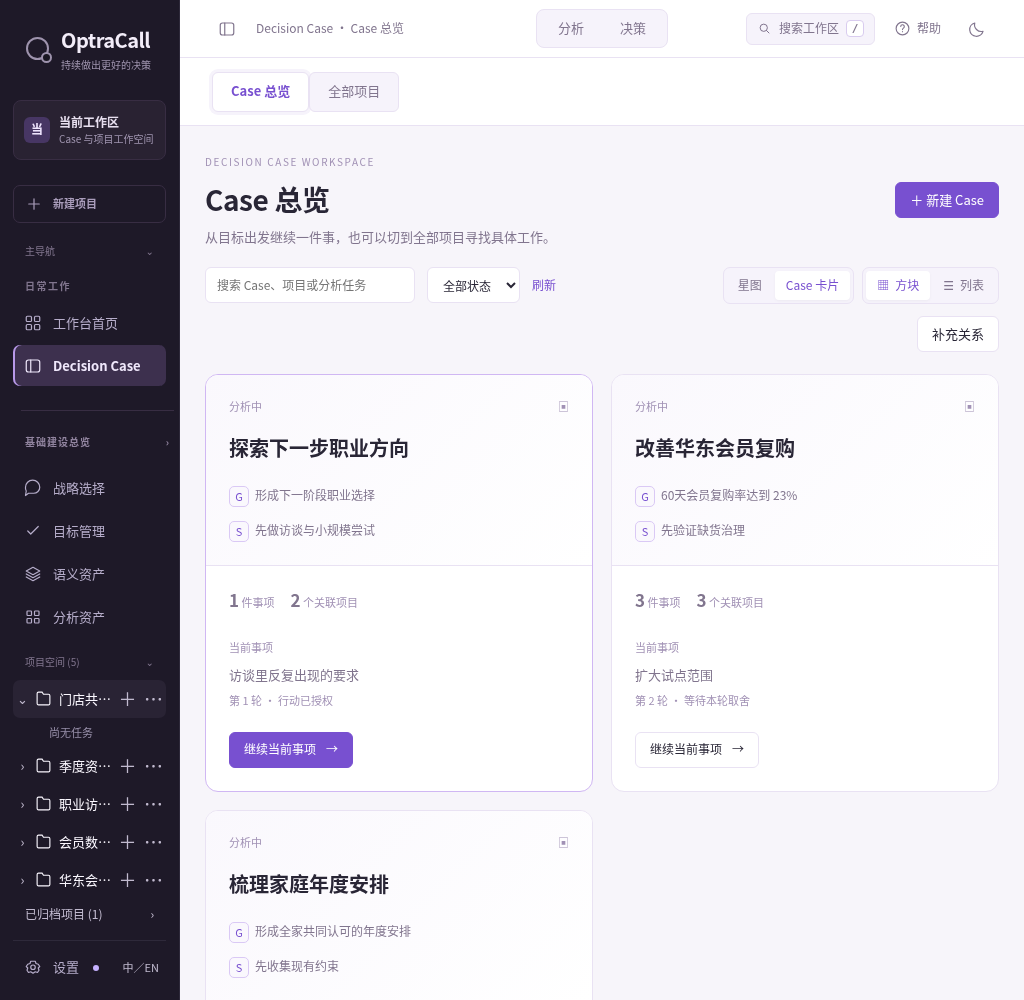 OptraCall
持续做出更好的决策
当
当前工作区
Case 与项目工作空间
新建项目
主导航
日常工作
工作台首页
Decision Case
基础建设总览
战略选择
目标管理
语义资产
分析资产
项目空间 (5)
门店共…
尚无任务
季度资…
职业访…
会员数…
华东会…
已归档项目 (1)
设置
中／EN
Decision Case · Case 总览
分析
决策
搜索工作区 /
帮助
Case 总览
全部项目
DECISION CASE WORKSPACE
Case 总览
从目标出发继续一件事，也可以切到全部项目寻找具体工作。
＋ 新建 Case
搜索 Case、项目或分析任务
全部状态
刷新
星图
Case 卡片
方块
列表
补充关系
分析中
探索下一步职业方向
G 形成下一阶段职业选择
S 先做访谈与小规模尝试
1 件事项 2 个关联项目
当前事项
访谈里反复出现的要求
第 1 轮 · 行动已授权
继续当前事项 →
分析中
改善华东会员复购
G 60天会员复购率达到 23%
S 先验证缺货治理
3 件事项 3 个关联项目
当前事项
扩大试点范围
第 2 轮 · 等待本轮取舍
继续当前事项 →
分析中
梳理家庭年度安排
G 形成全家共同认可的年度安排
S 先收集现有约束